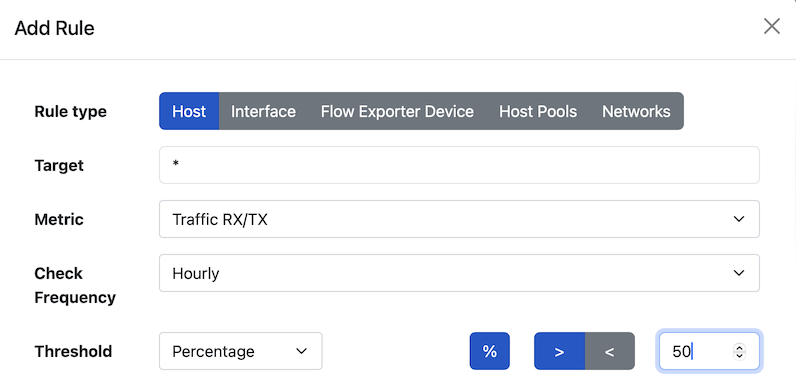 Add Rule
Rule type Host Interface Flow Exporter Device Host Pools Networks
Target *
Metric Traffic RX/TX
Check Frequency Hourly
Threshold Percentage % > < 50